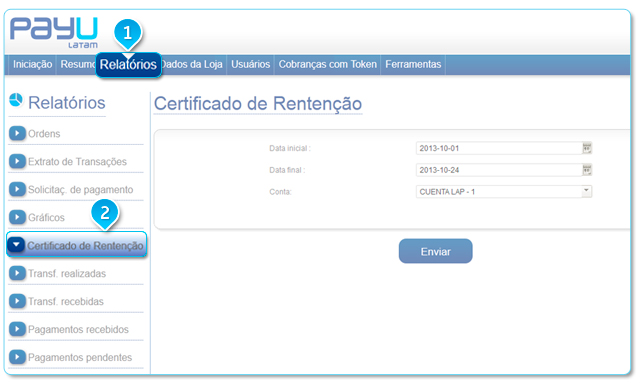 PayU
LATAM
1
Iniciação Resumo Relatórios Dados da Loja Usuários Cobranças com Token Ferramentas
Relatórios
Certificado de Rentenção
Ordens
Extrato de Transações
Solicitaç. de pagamento
Gráficos
2
Certificado de Rentenção
Transf. realizadas
Transf. recebidas
Pagamentos recebidos
Pagamentos pendentes
Data inicial : 2013-10-01
Data final : 2013-10-24
Conta: CUENTA LAP - 1
Enviar